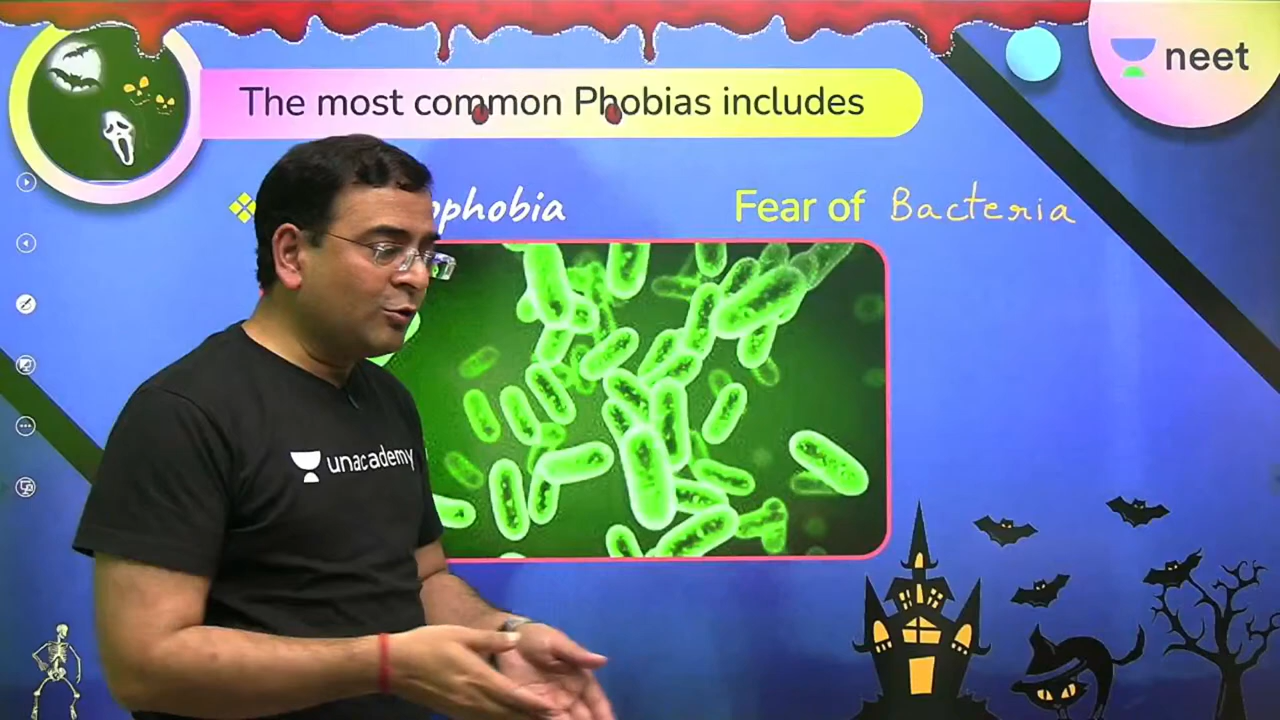 neet
The most common Phobias includes
ophobia
Fear of Bacteria
unacademy